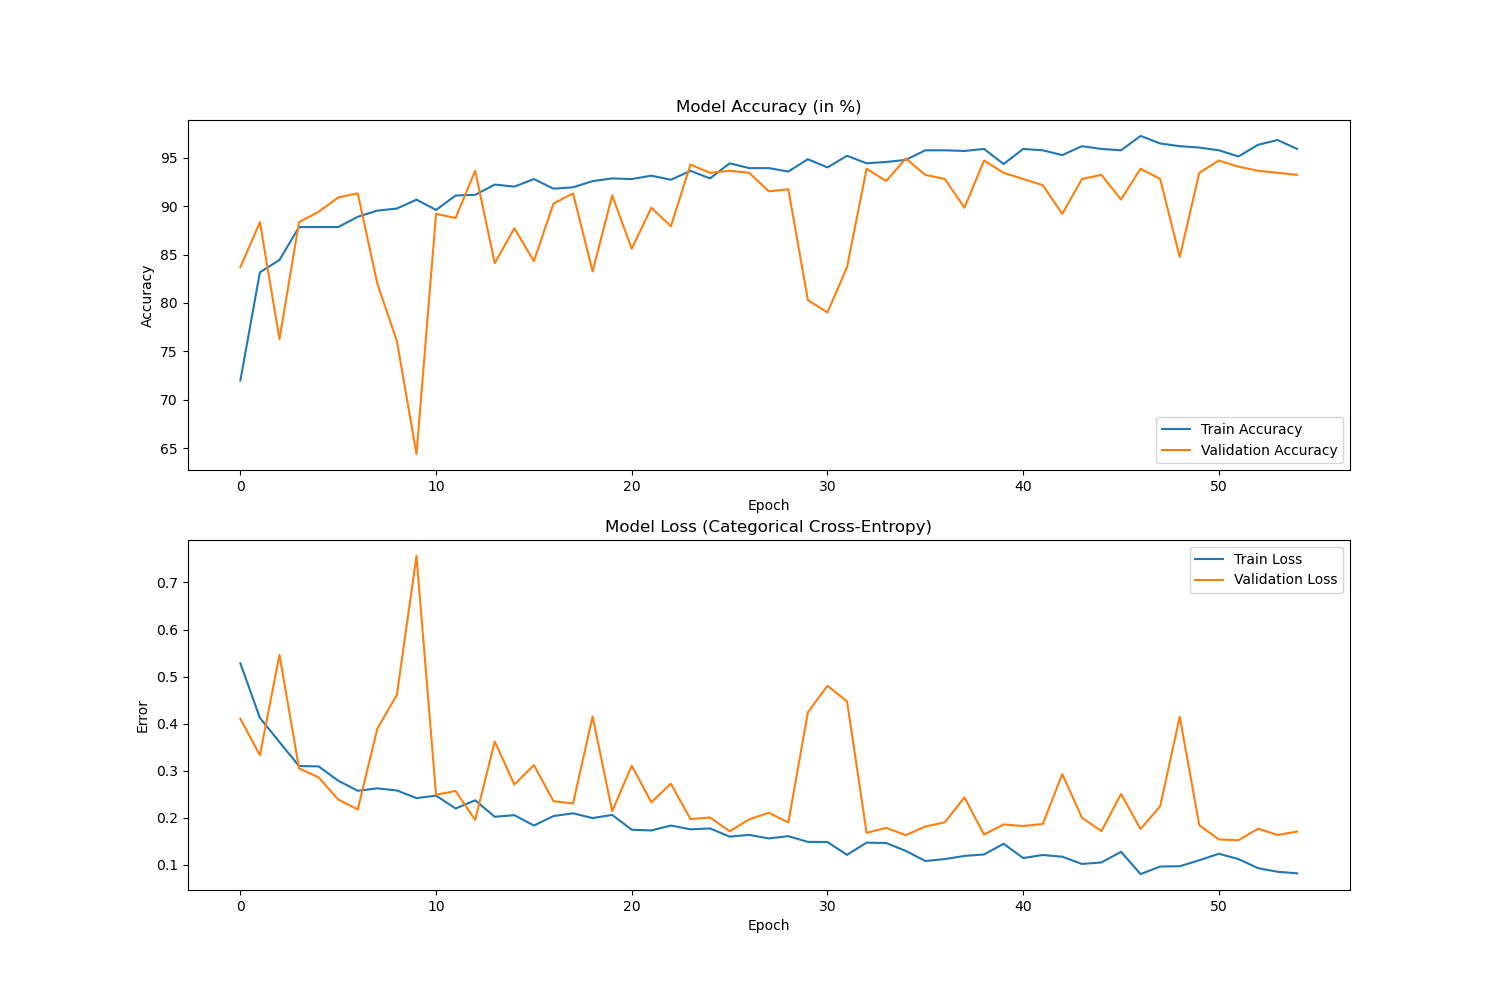 Model Accuracy (in %)
95
90
85
80
75
70
65
Accuracy
Train Accuracy
Validation Accuracy
0 10 20 30 40 50
Epoch
Model Loss (Categorical Cross-Entropy)
Train Loss
Validation Loss
0.7
0.6
0.5
0.4
0.3
0.2
0.1
Error
0 10 20 30 40 50
Epoch